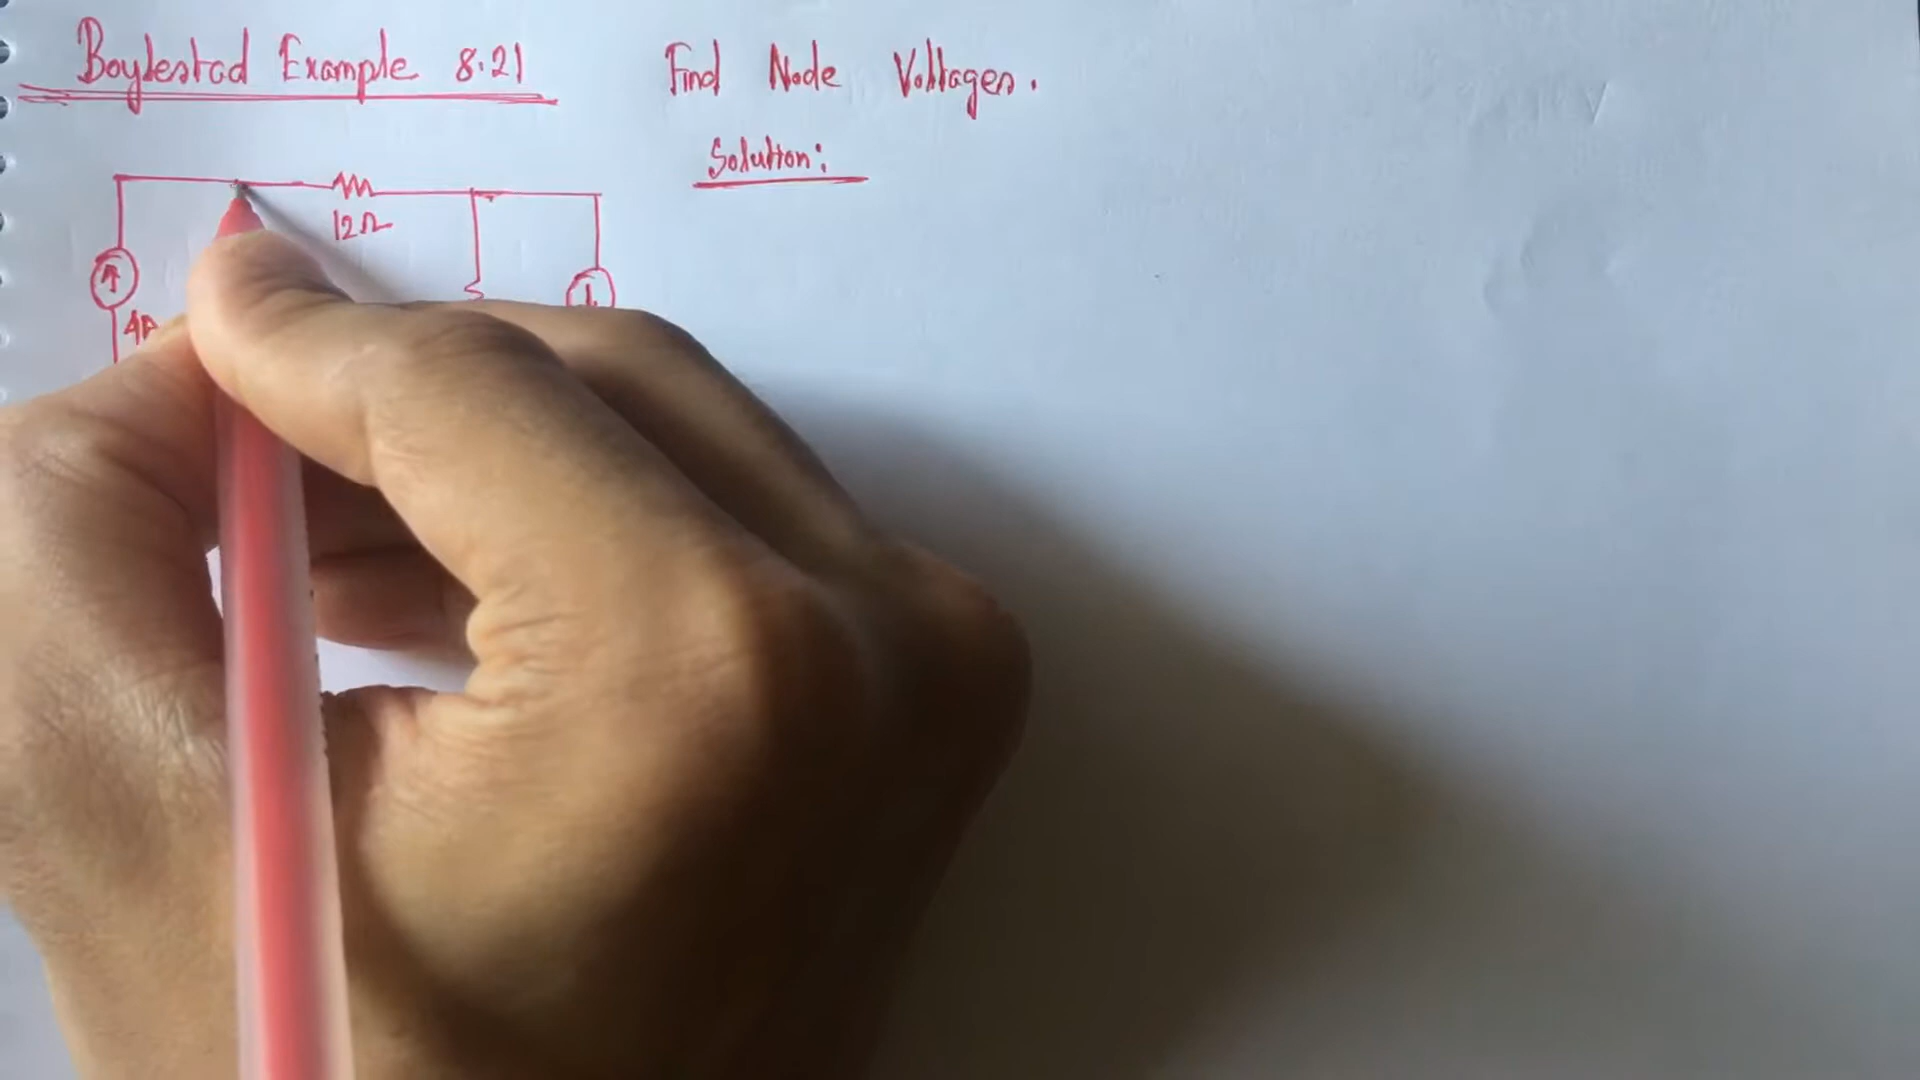 Boylestad Example 8.21
Find Node Voltages.
Solution:
12Ω
4A